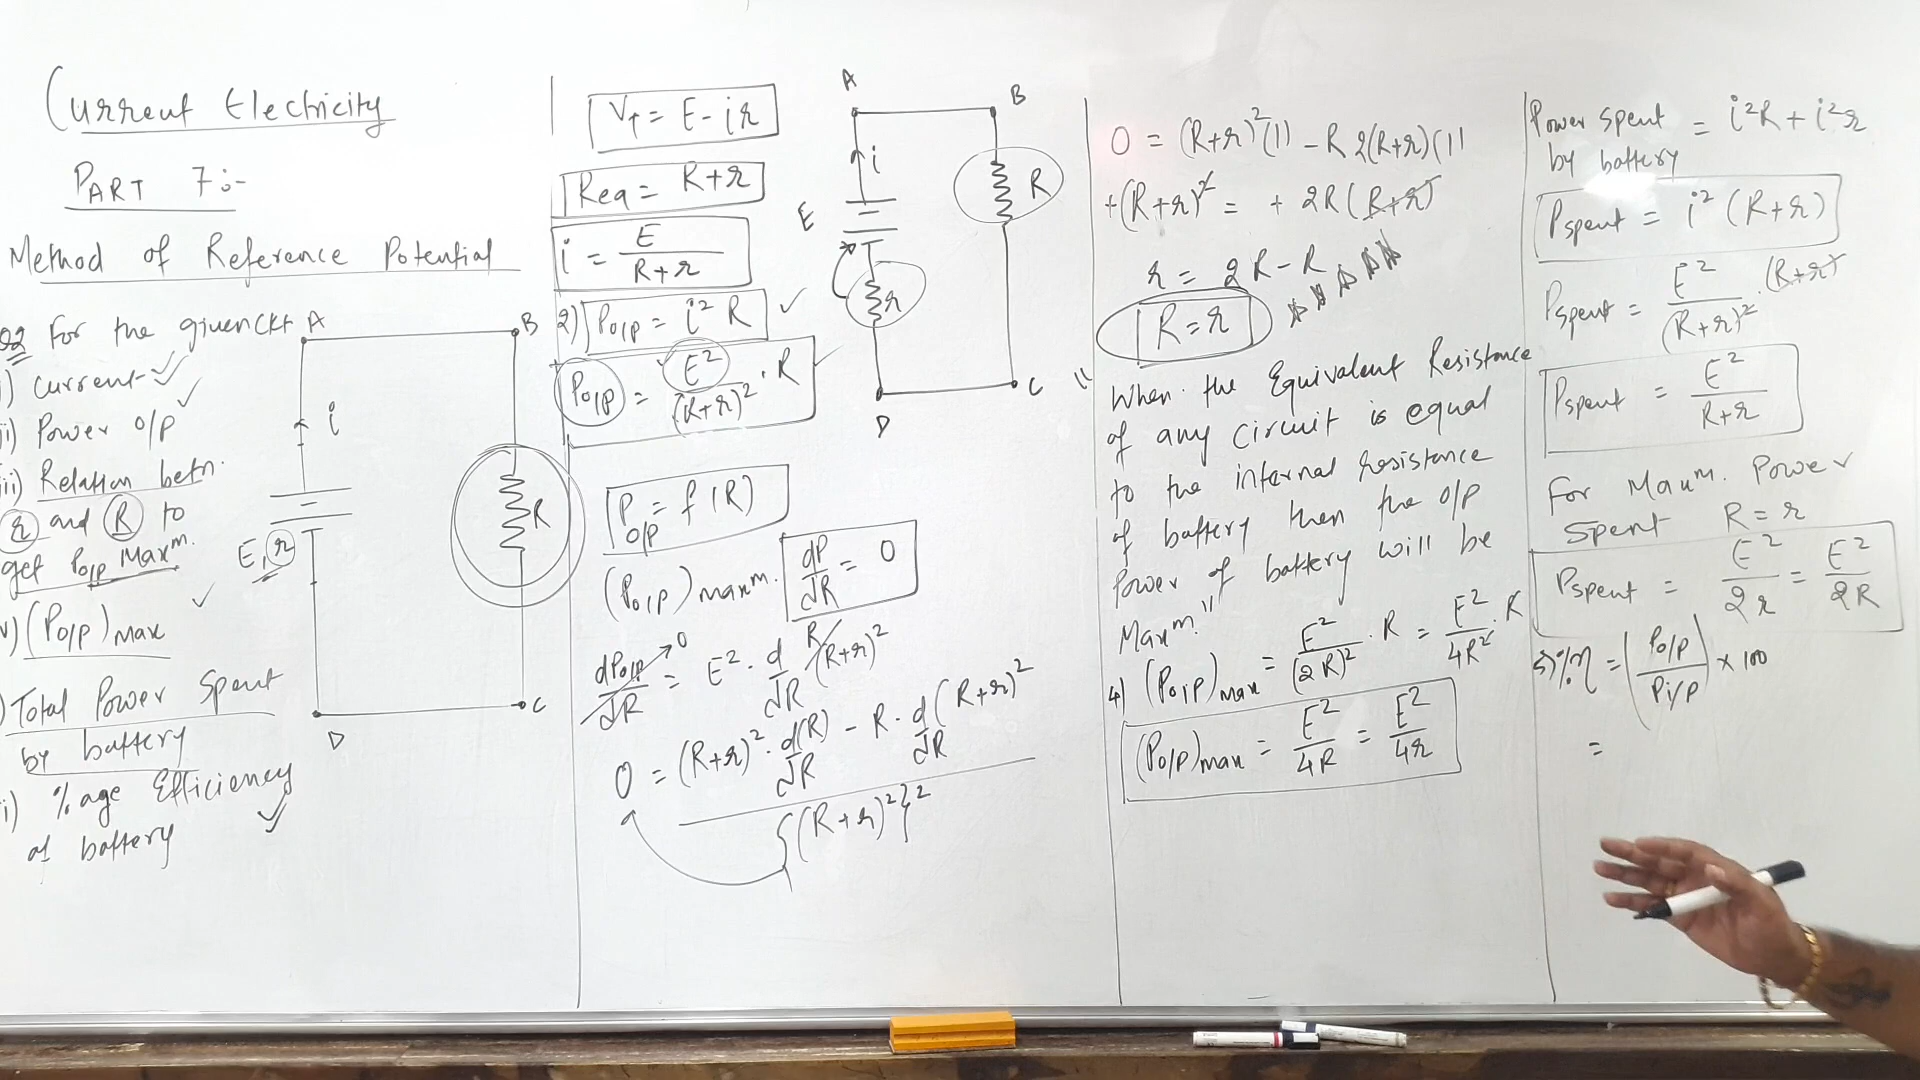 Current Electricity
PART 7:-
Method of Reference Potential
Q2 For the given Ckt
i) Current
ii) Power O/P
iii) Relation betn.
r and R to
get Po/p Maxm.
v) (Po/p)max
) Total Power Spent
by battery
i) %age Efficiency
of battery
A
B
i
R
E, r
D
C
VT = E - ir
Req = R+r
i = E/(R+r)
2) Po/p = i² R
Po/p = E²/(R+r)² . R
A
B
i
E
R
r
D
C
Po/p = f(R)
(Po/p)maxm. dP/dR = 0
dPo/p/dR → 0 = E² . d/dR R/(R+r)²
0 = (R+r)² . d(R)/dR - R . d(R+r)²/dR
{(R+r)²}²
0 = (R+r)²(1) - R 2(R+r)(1)
+(R+r)² = + 2R(R+r)
r = 2R - R
R = r
"When the Equivalent Resistance
of any circuit is equal
to the internal resistance
of battery then the O/P
Power of battery will be
Maxm."
4) (Po/p)max = E²/(2R)² . R = E²/4R² . R
(Po/p)max = E²/4R = E²/4r
Power Spent
by battery = i²R + i²r
Pspent = i² (R+r)
Pspent = E²/(R+r)² . (R+r)
Pspent = E²/R+r
For Maxm. Power
Spent R = r
Pspent = E²/2r = E²/2R
5) %η = (Po/p/Pi/p) × 100
=